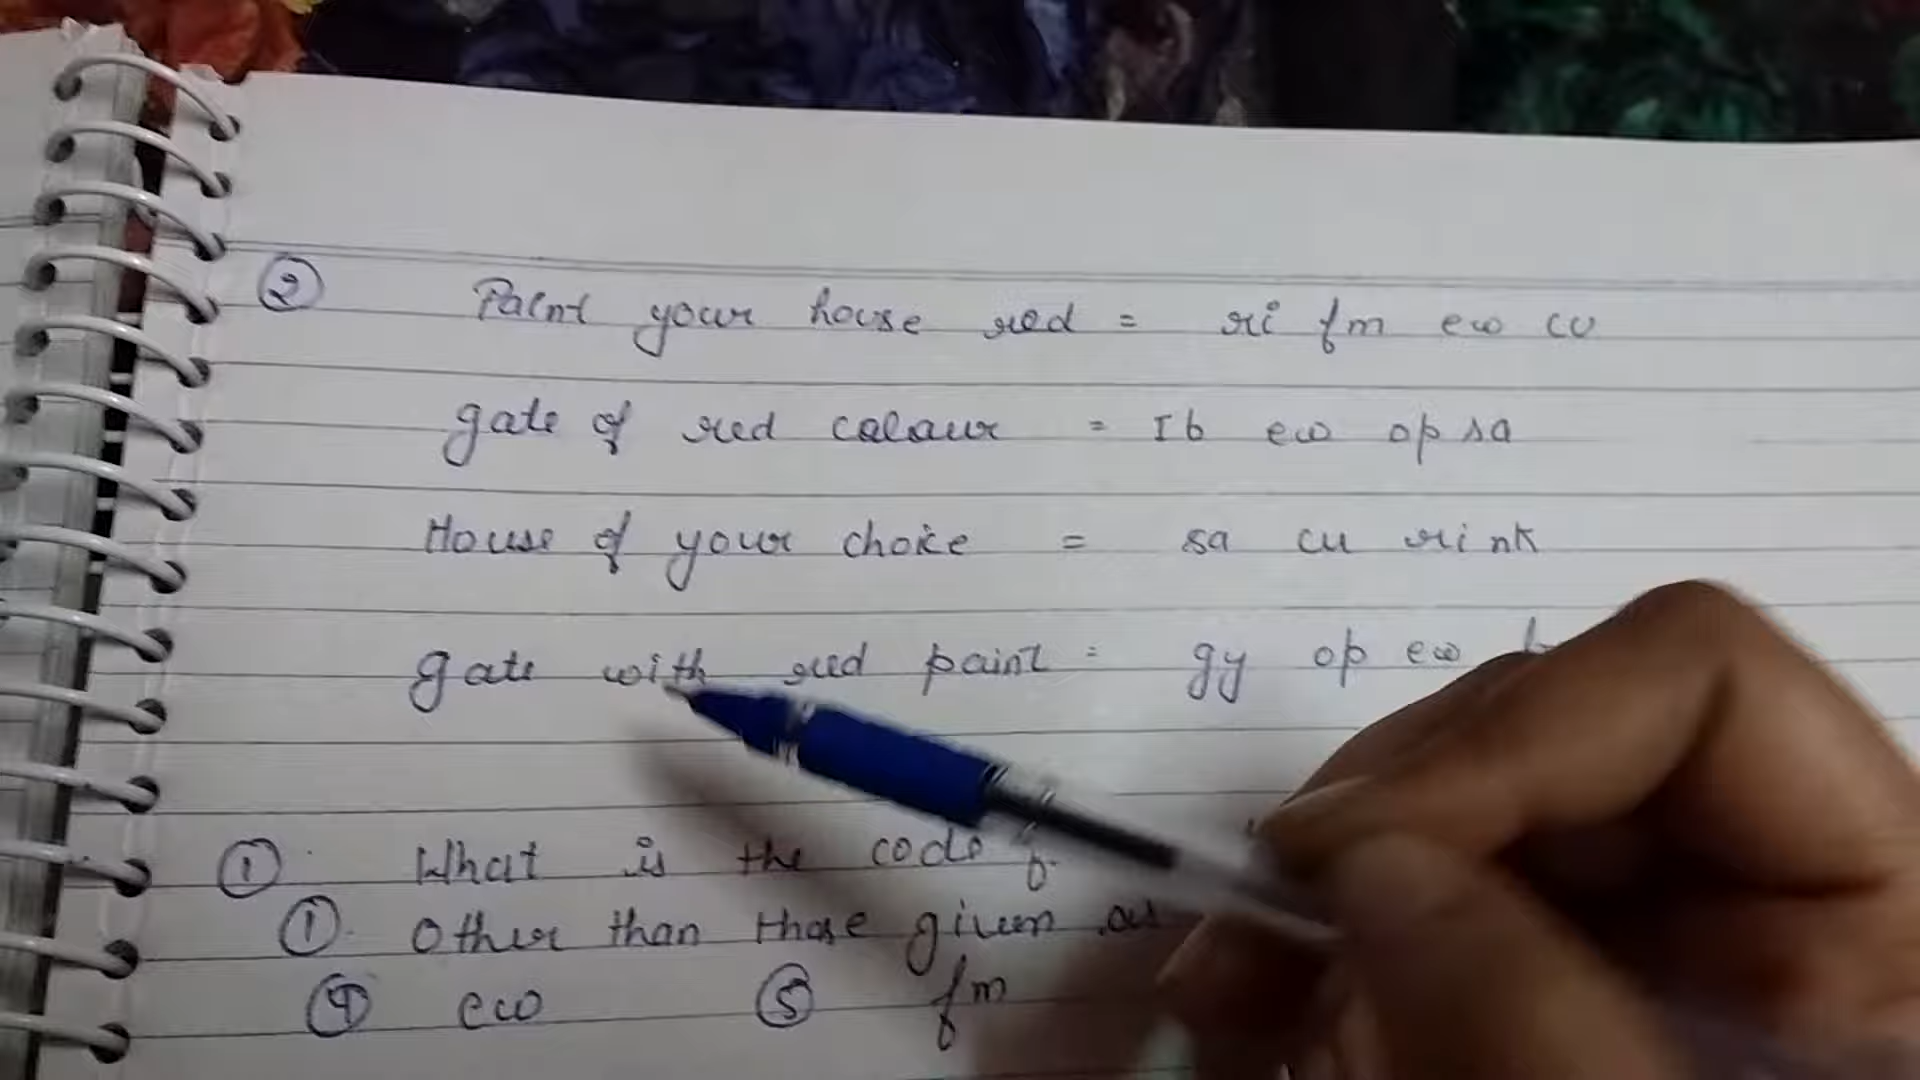 ② Paint your house red = ri fm ew cu
gate of red calour = Ib ew op sa
House of your choice = sa cu ri nk
gate with red paint = gy op ew
① What is the code
① Other than those given
④ ew ⑤ fm